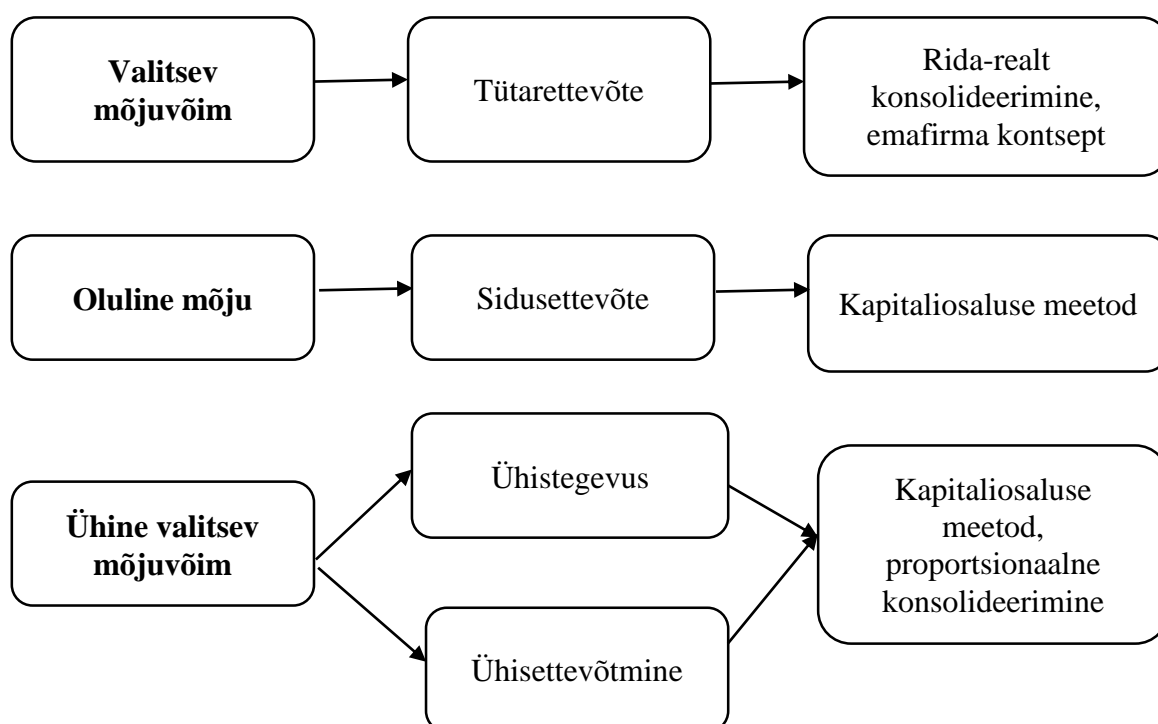 Valitsev
mõjuvõim
Tütarettevõte
Rida-realt
konsolideerimine,
emafirma kontsept
Oluline mõju
Sidusettevõte
Kapitaliosaluse meetod
Ühine valitsev
mõjuvõim
Ühistegevus
Ühisettevõtmine
Kapitaliosaluse
meetod,
proportsionaalne
konsolideerimine